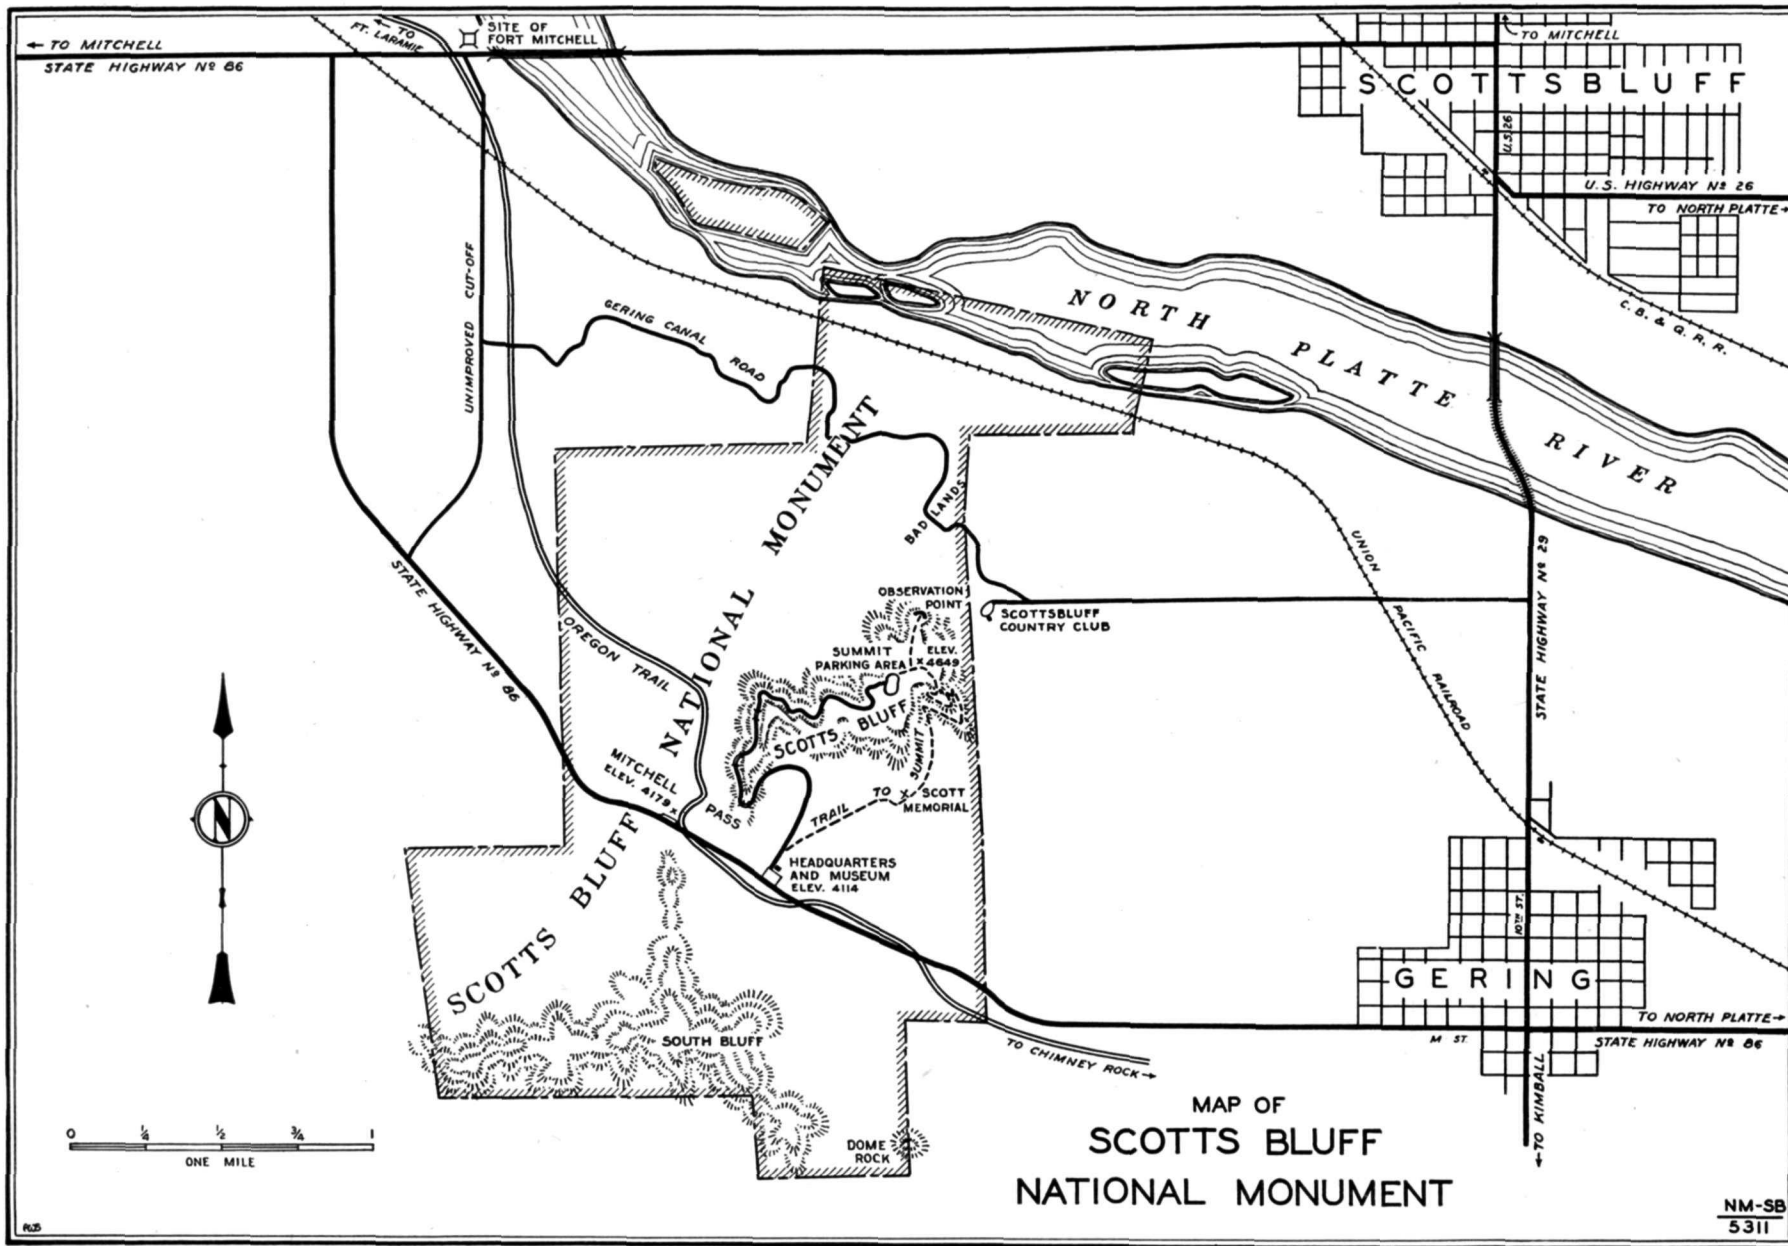 ← TO MITCHELL
STATE HIGHWAY Nº 86
← TO
FT. LARAMIE
SITE OF
FORT MITCHELL
TO MITCHELL
SCOTTSBLUFF
U.S. 26
U.S. HIGHWAY Nº 26
TO NORTH PLATTE→
C. B. & Q. R. R.
UNIMPROVED CUT-OFF
GERING CANAL
ROAD
NORTH
PLATTE
RIVER
BAD LANDS
STATE HIGHWAY Nº 86
OREGON TRAIL
SCOTTS BLUFF NATIONAL MONUMENT
OBSERVATION
POINT
SCOTTSBLUFF
COUNTRY CLUB
SUMMIT
PARKING AREA
ELEV.
×4649
UNION
PACIFIC
RAILROAD
STATE HIGHWAY Nº 29
SCOTTS BLUFF
MITCHELL
ELEV. 4179×
PASS
TRAIL TO SUMMIT
× SCOTT
MEMORIAL
HEADQUARTERS
AND MUSEUM
ELEV. 4114
N
10TH ST.
GERING
TO NORTH PLATTE→
M ST.
STATE HIGHWAY Nº 86
←TO KIMBALL
SOUTH BLUFF
TO CHIMNEY ROCK→
DOME
ROCK
0 ¼ ½ ¾ 1
ONE MILE
MAP OF
SCOTTS BLUFF
NATIONAL MONUMENT
NM-SB
5311